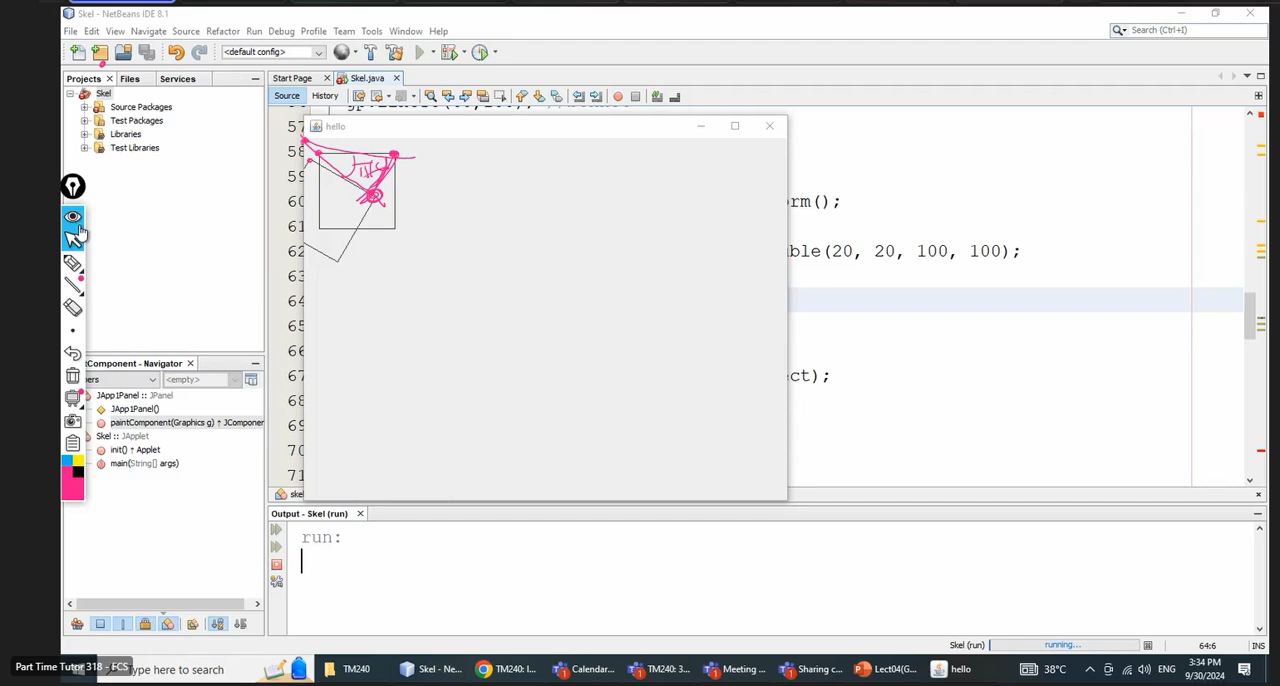 Skel - NetBeans IDE 8.1
File Edit View Navigate Source Refactor Run Debug Profile Team Tools Window Help
Search (Ctrl+I)
<default config>
Projects Files Services
Start Page Skel.java
Source History
Skel
Source Packages
Test Packages
Libraries
Test Libraries
57
58
59
60
61
62
63
64
65
66
67
68
69
70
71
hello
orm();
ble(20, 20, 100, 100);
ect);
tComponent - Navigator
ers <empty>
JApp1Panel :: JPanel
JApp1Panel()
paintComponent(Graphics g) ↑ JComponer
Skel :: JApplet
init() ↑ Applet
main(String[] args)
Output - Skel (run)
run:
Skel (run) running...
64:6 INS
Part Time Tutor 318 - FCS
Type here to search
TM240
Skel - Ne...
TM240: I...
Calendar...
TM240: 3...
Meeting ...
Sharing c...
Lect04(G...
hello
38°C
ENG
3:34 PM
9/30/2024